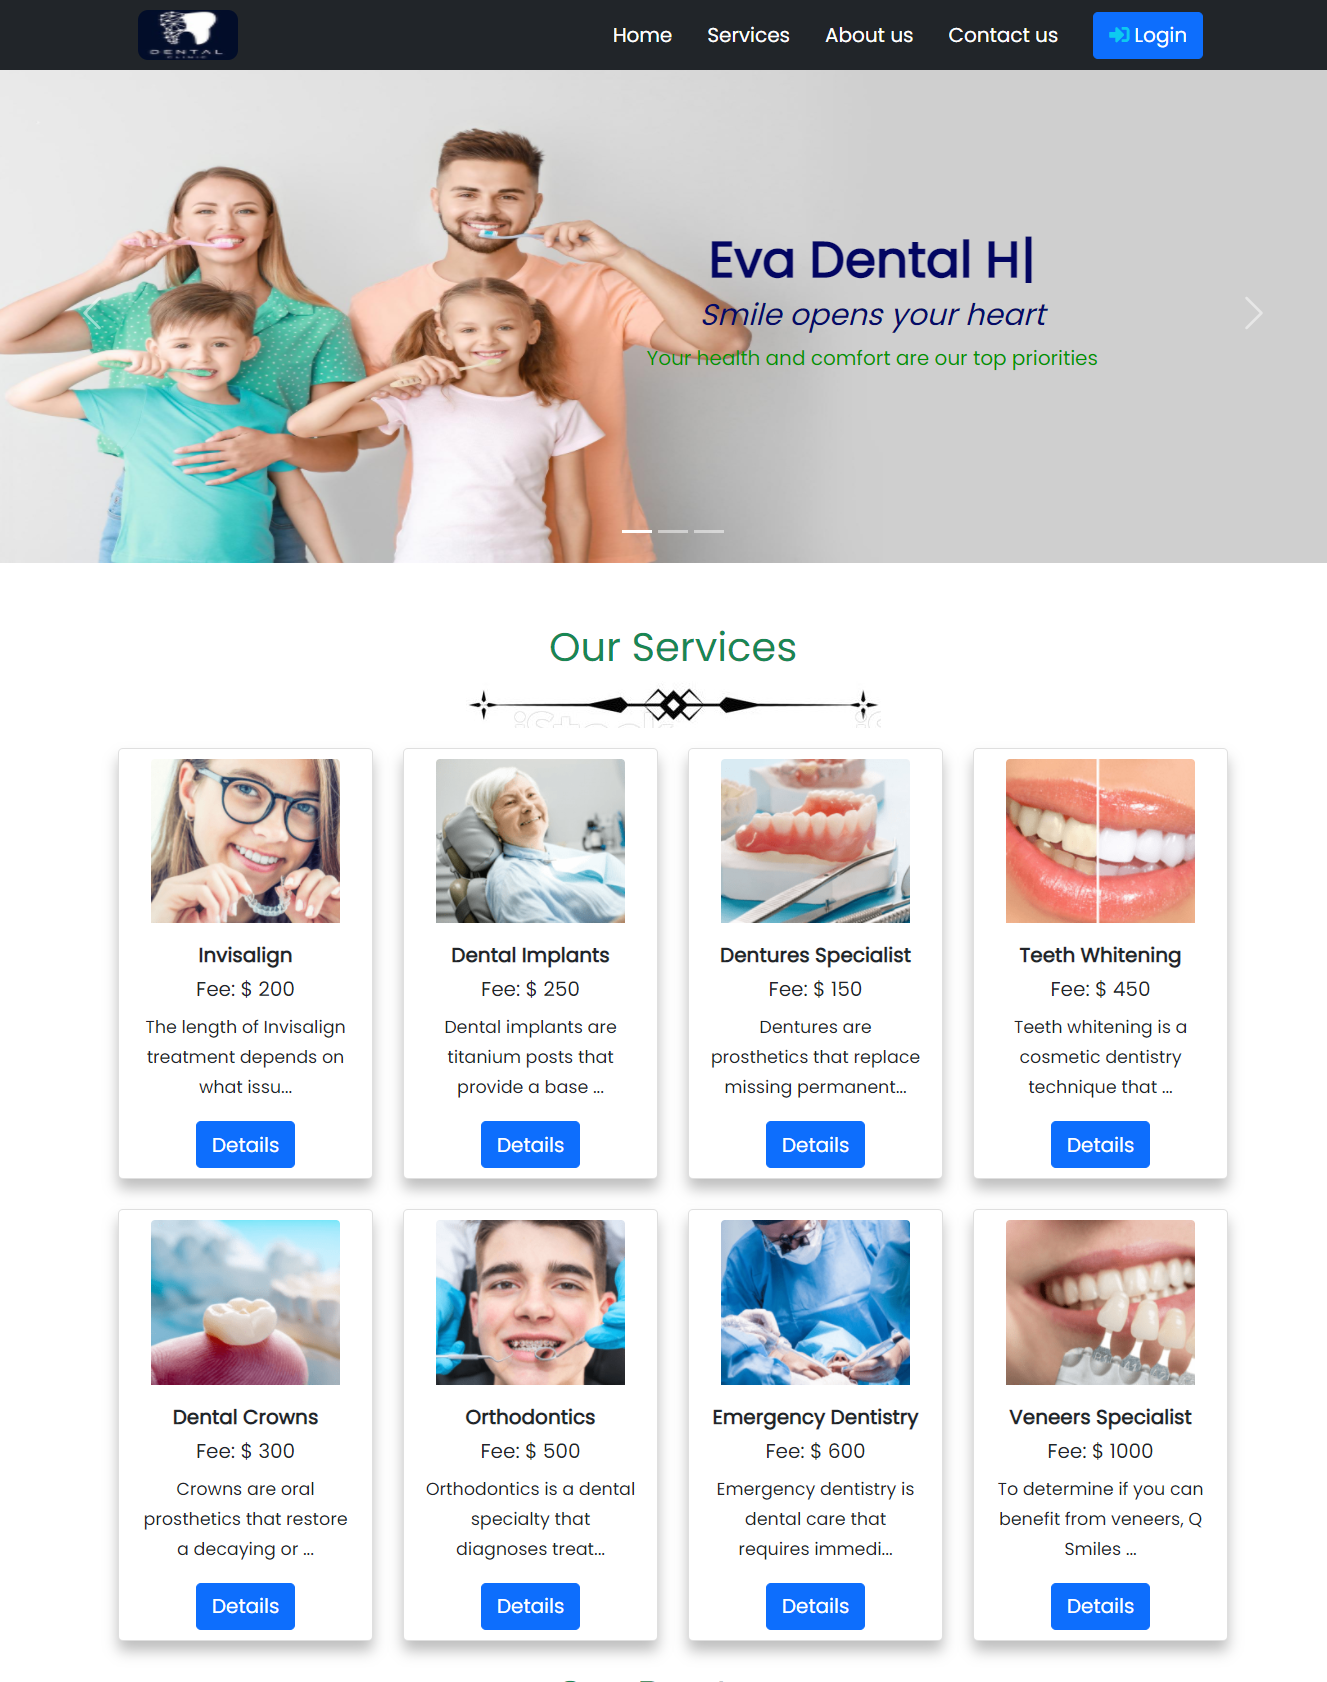 DENTAL
CLINIC
Home Services About us Contact us Login
Eva Dental H|
Smile opens your heart
Your health and comfort are our top priorities
Our Services
iStock
Invisalign
Fee: $ 200
The length of Invisalign
treatment depends on
what issu...
Details
Dental Implants
Fee: $ 250
Dental implants are
titanium posts that
provide a base ...
Details
Dentures Specialist
Fee: $ 150
Dentures are
prosthetics that replace
missing permanent...
Details
Teeth Whitening
Fee: $ 450
Teeth whitening is a
cosmetic dentistry
technique that ...
Details
Dental Crowns
Fee: $ 300
Crowns are oral
prosthetics that restore
a decaying or ...
Details
Orthodontics
Fee: $ 500
Orthodontics is a dental
specialty that
diagnoses treat...
Details
Emergency Dentistry
Fee: $ 600
Emergency dentistry is
dental care that
requires immedi...
Details
Veneers Specialist
Fee: $ 1000
To determine if you can
benefit from veneers, Q
Smiles ...
Details